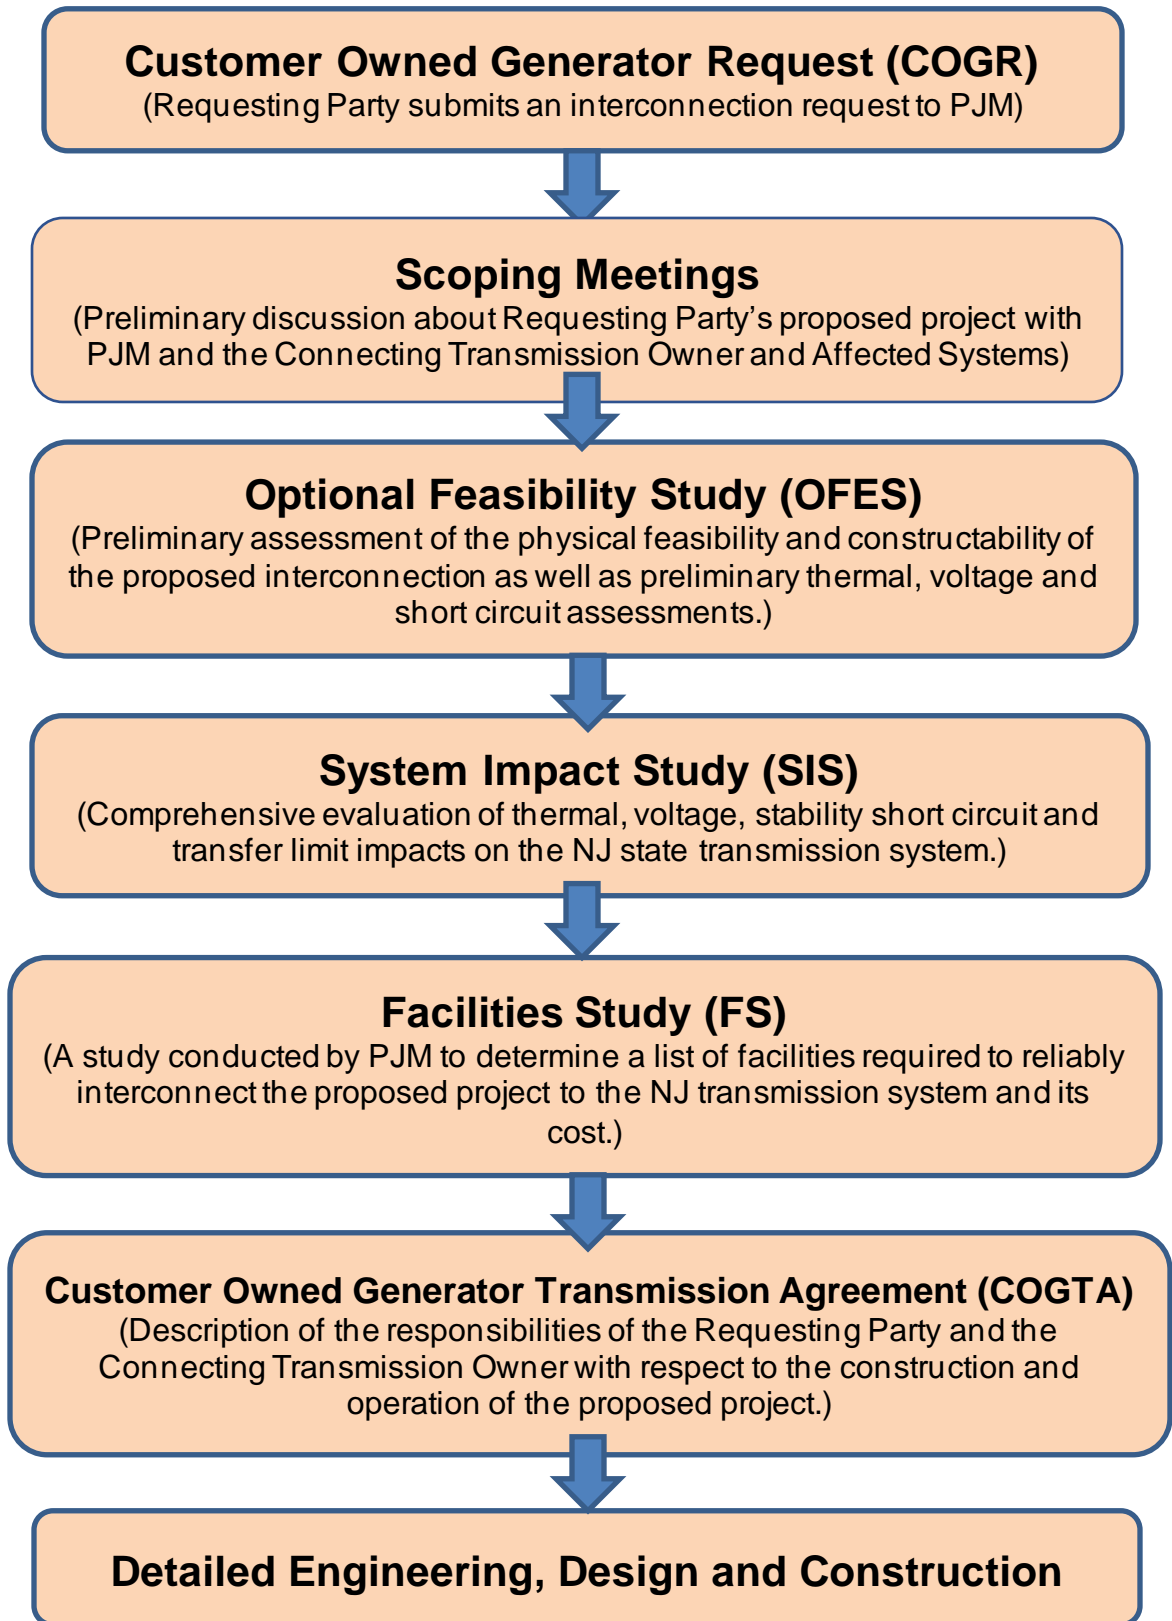 Customer Owned Generator Request (COGR)
(Requesting Party submits an interconnection request to PJM)
Scoping Meetings
(Preliminary discussion about Requesting Party’s proposed project with
PJM and the Connecting Transmission Owner and Affected Systems)
Optional Feasibility Study (OFES)
(Preliminary assessment of the physical feasibility and constructability of
the proposed interconnection as well as preliminary thermal, voltage and
short circuit assessments.)
System Impact Study (SIS)
(Comprehensive evaluation of thermal, voltage, stability short circuit and
transfer limit impacts on the NJ state transmission system.)
Facilities Study (FS)
(A study conducted by PJM to determine a list of facilities required to reliably
interconnect the proposed project to the NJ transmission system and its
cost.)
Customer Owned Generator Transmission Agreement (COGTA)
(Description of the responsibilities of the Requesting Party and the
Connecting Transmission Owner with respect to the construction and
operation of the proposed project.)
Detailed Engineering, Design and Construction